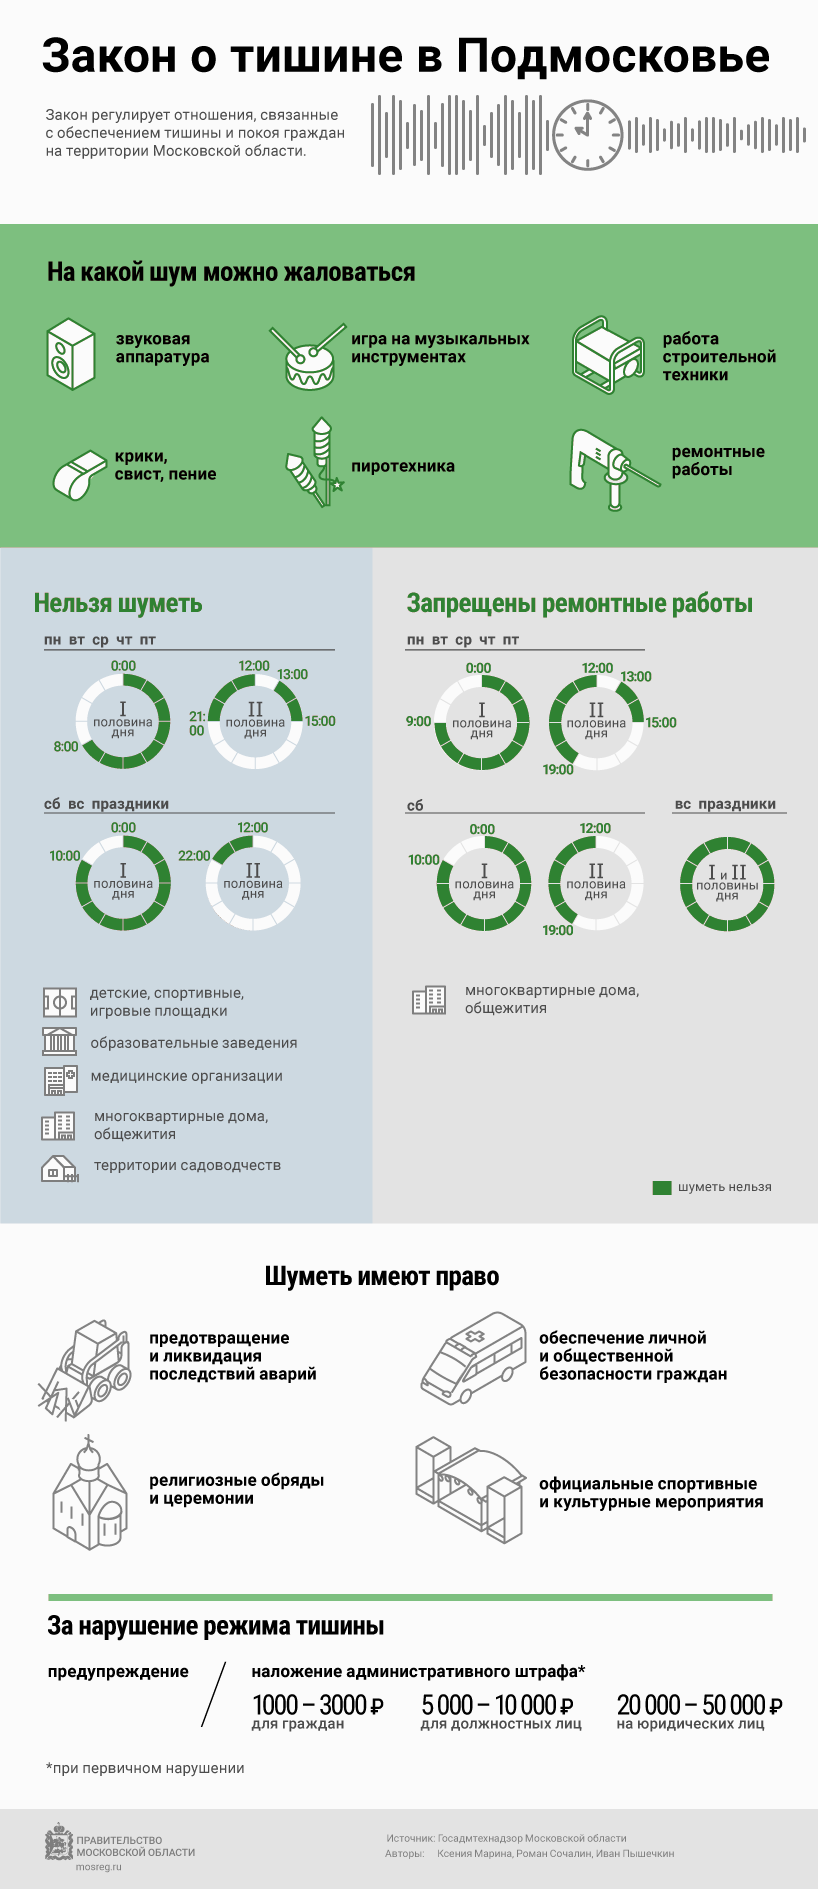 Закон о тишине в Подмосковье
Закон регулирует отношения, связанные
с обеспечением тишины и покоя граждан
на территории Московской области.
На какой шум можно жаловаться
звуковая
аппаратура
игра на музыкальных
инструментах
работа
строительной
техники
крики,
свист, пение
пиротехника
ремонтные
работы
Нельзя шуметь
пн вт ср чт пт
0:00
8:00
I
половина
дня
12:00
13:00
15:00
21:
00
II
половина
дня
сб вс праздники
0:00
10:00
I
половина
дня
12:00
22:00
II
половина
дня
детские, спортивные,
игровые площадки
образовательные заведения
медицинские организации
многоквартирные дома,
общежития
территории садоводчеств
Запрещены ремонтные работы
пн вт ср чт пт
0:00
9:00
I
половина
дня
12:00
13:00
15:00
19:00
II
половина
дня
сб
0:00
10:00
I
половина
дня
12:00
19:00
II
половина
дня
вс праздники
I и II
половины
дня
многоквартирные дома,
общежития
шуметь нельзя
Шуметь имеют право
предотвращение
и ликвидация
последствий аварий
обеспечение личной
и общественной
безопасности граждан
религиозные обряды
и церемонии
официальные спортивные
и культурные мероприятия
За нарушение режима тишины
предупреждение
наложение административного штрафа*
1000 – 3000 ₽
для граждан
5 000 – 10 000 ₽
для должностных лиц
20 000 – 50 000 ₽
на юридических лиц
*при первичном нарушении
ПРАВИТЕЛЬСТВО
МОСКОВСКОЙ ОБЛАСТИ
mosreg.ru
Источник: Госадмтехнадзор Московской области
Авторы: Ксения Марина, Роман Сочалин, Иван Пышечкин